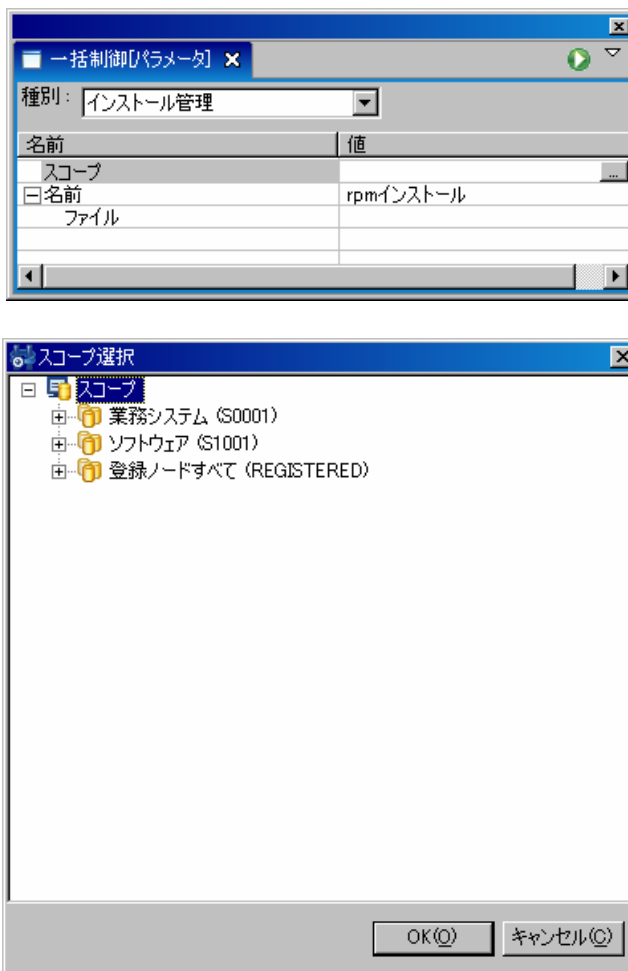 一括制御[パラメータ]
種別: インストール管理
名前 値
スコープ ...
名前 rpmインストール
ファイル
スコープ選択
スコープ
業務システム (S0001)
ソフトウェア (S1001)
登録ノードすべて (REGISTERED)
OK(O) キャンセル(C)